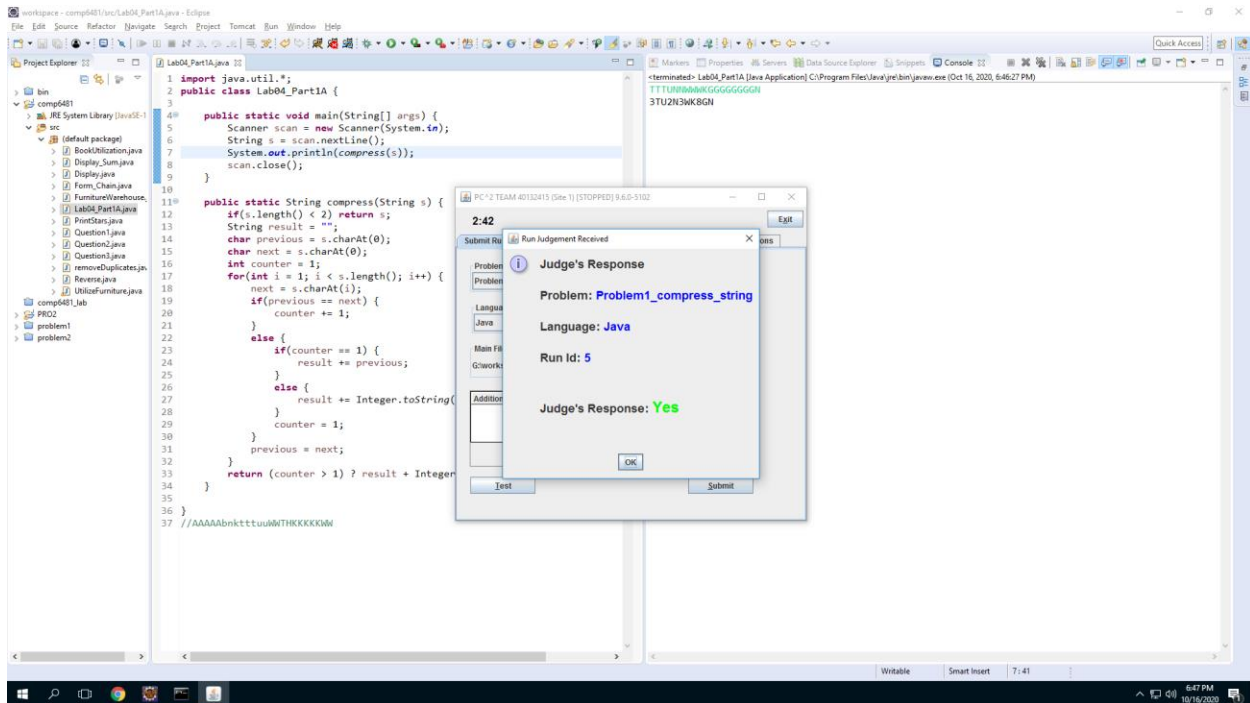 workspace - comp6481/src/Lab04_Part1A.java - Eclipse
File Edit Source Refactor Navigate Search Project Tomcat Run Window Help
Quick Access
Project Explorer
bin
comp6481
JRE System Library [JavaSE-1
src
(default package)
BookUtilization.java
Display_Sum.java
Display.java
Form_Chain.java
FurnitureWarehouse.
Lab04_Part1A.java
PrintStars.java
Question1.java
Question2.java
Question3.java
removeDuplicates.jav
Reverse.java
UtilizeFurniture.java
comp6481_lab
PRO2
problem1
problem2
Lab04_Part1A.java
1 import java.util.*;
2 public class Lab04_Part1A {
3
4 public static void main(String[] args) {
5 Scanner scan = new Scanner(System.in);
6 String s = scan.nextLine();
7 System.out.println(compress(s));
8 scan.close();
9 }
10
11 public static String compress(String s) {
12 if(s.length() < 2) return s;
13 String result = "";
14 char previous = s.charAt(0);
15 char next = s.charAt(0);
16 int counter = 1;
17 for(int i = 1; i < s.length(); i++) {
18 next = s.charAt(i);
19 if(previous == next) {
20 counter += 1;
21 }
22 else {
23 if(counter == 1) {
24 result += previous;
25 }
26 else {
27 result += Integer.toString(
28 }
29 counter = 1;
30 }
31 previous = next;
32 }
33 return (counter > 1) ? result + Integer
34 }
35
36 }
37 //AAAAAbnktttuuWWTHKKKKKWW
Markers Properties Servers Data Source Explorer Snippets Console
<terminated> Lab04_Part1A [Java Application] C:\Program Files\Java\jre\bin\javaw.exe (Oct 16, 2020, 6:46:27 PM)
TTTUNNWWWKGGGGGGGGN
3TU2N3WK8GN
PC^2 TEAM 40132415 (Site 1) [STOPPED] 9.6.0-5102
2:42
Exit
Submit Ru
ons
Problem
Problem
Langua
Java
Main Fil
G:\works
Addition
Test
Submit
Run Judgement Received
Judge's Response
Problem: Problem1_compress_string
Language: Java
Run Id: 5
Judge's Response: Yes
OK
Writable Smart Insert 7 : 41
6:47 PM
10/16/2020